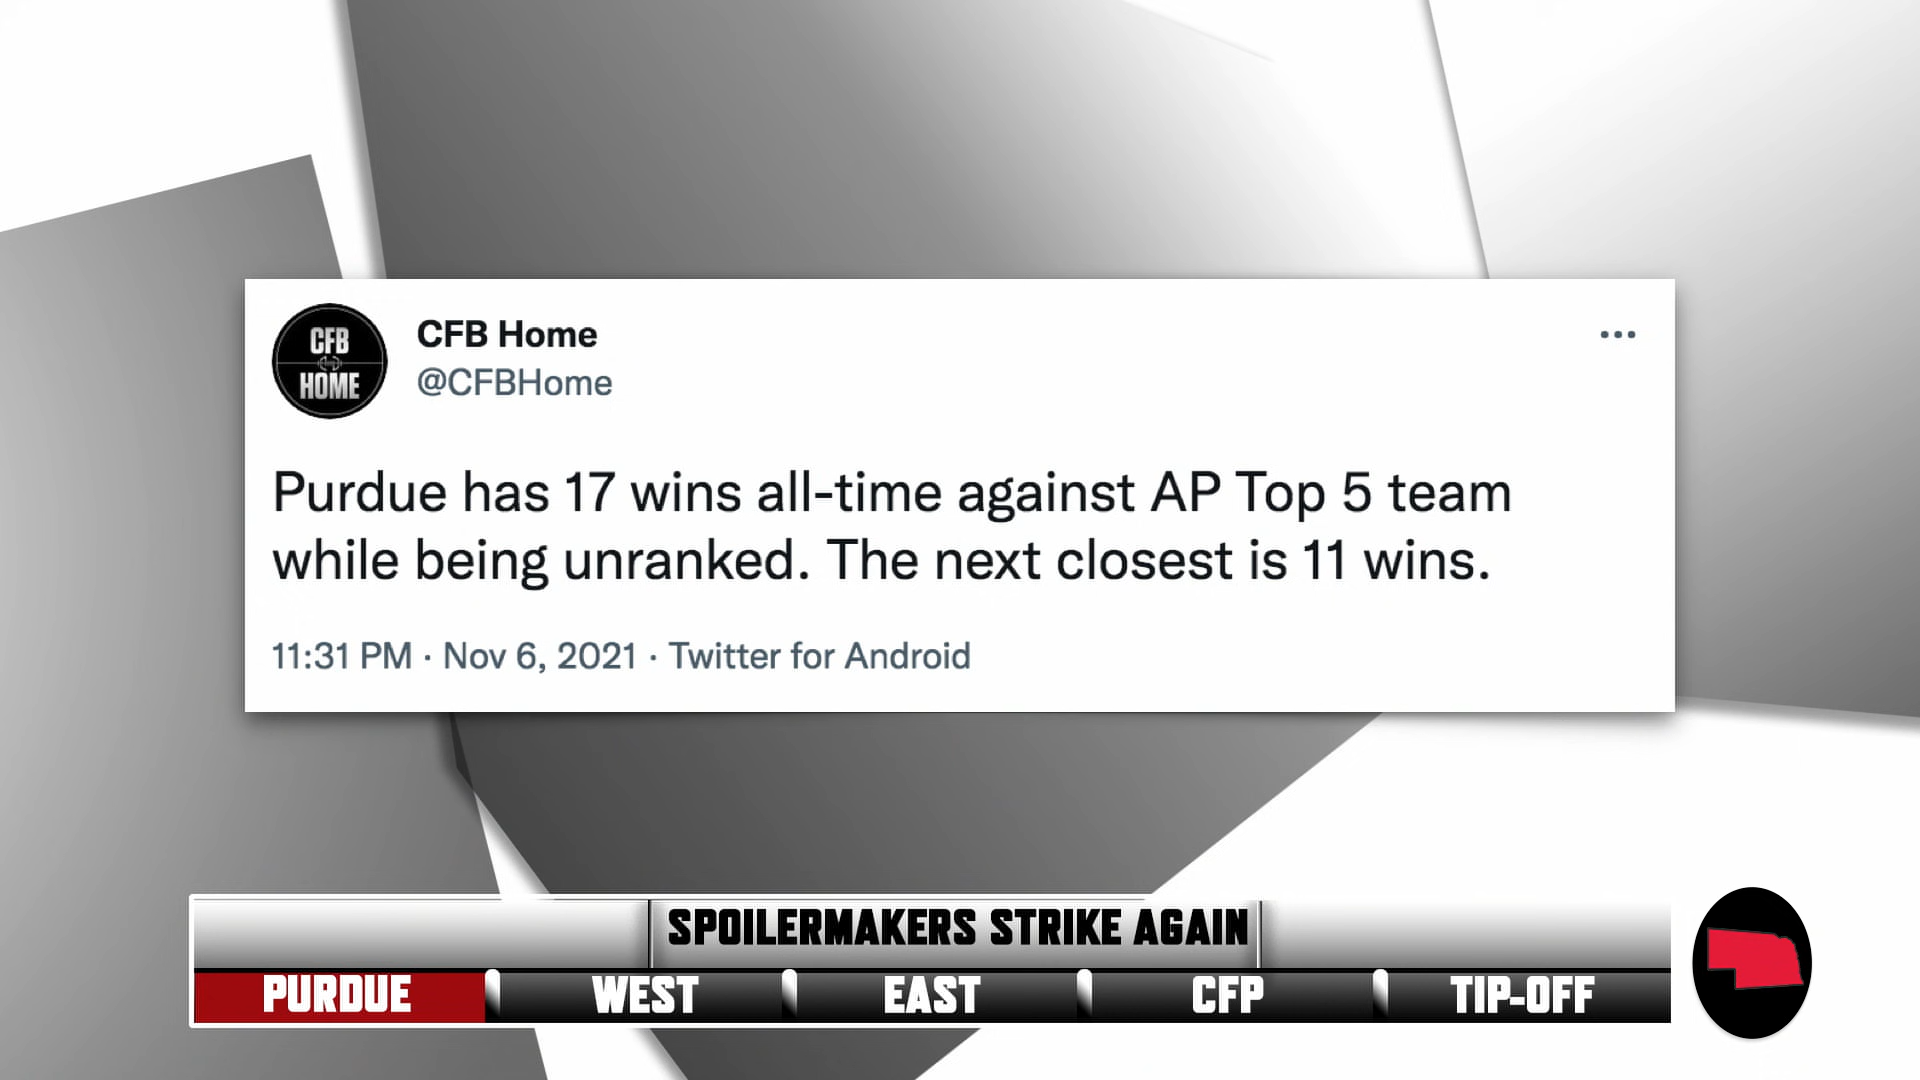 CFB
HOME
CFB Home
@CFBHome
Purdue has 17 wins all-time against AP Top 5 team
while being unranked. The next closest is 11 wins.
11:31 PM · Nov 6, 2021 · Twitter for Android
SPOILERMAKERS STRIKE AGAIN
PURDUE
WEST
EAST
CFP
TIP-OFF